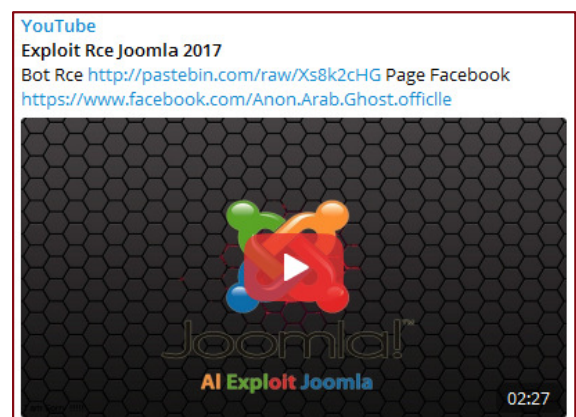 YouTube
Exploit Rce Joomla 2017
Bot Rce http://pastebin.com/raw/Xs8k2cHG Page Facebook
https://www.facebook.com/Anon.Arab.Ghost.officlle
Joomla!™
Al Exploit Joomla
02:27